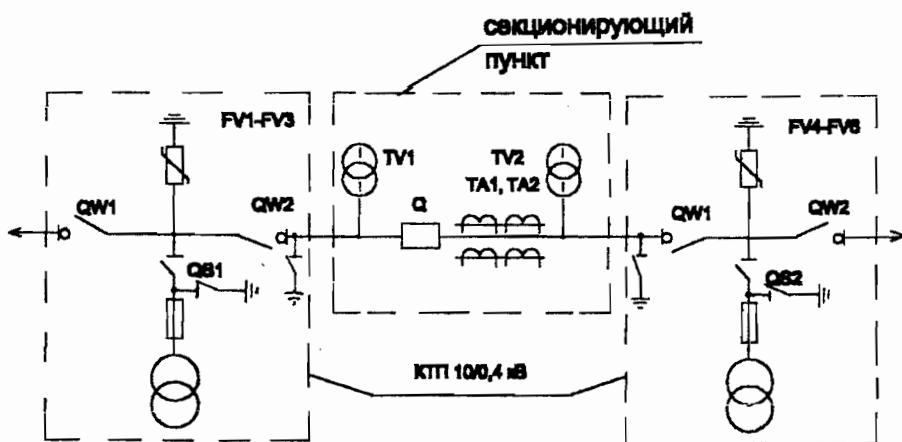 секционирующий
пункт
FV1-FV3
FV4-FV6
TV1
TV2
TA1, TA2
QW1
QW2
Q
QW1
QW2
QS1
QS2
КТП 10/0,4 кВ